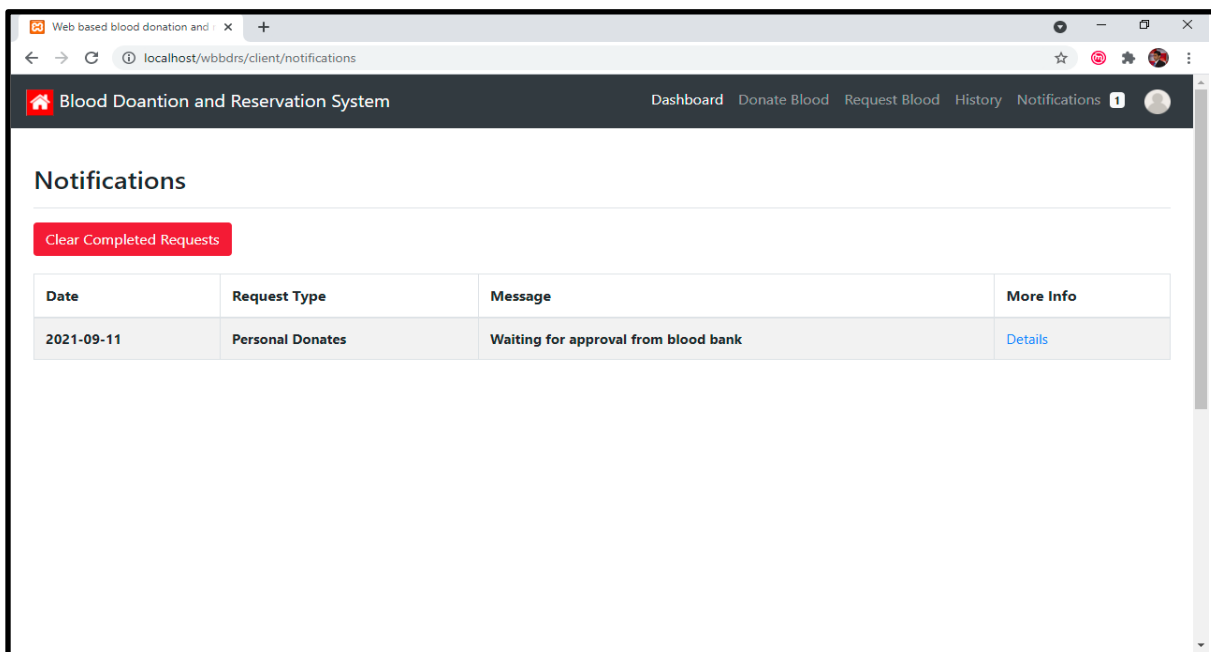 Web based blood donation and
localhost/wbbdrs/client/notifications
Blood Doantion and Reservation System Dashboard Donate Blood Request Blood History Notifications 1
Notifications
Clear Completed Requests
Date Request Type Message More Info
2021-09-11 Personal Donates Waiting for approval from blood bank Details